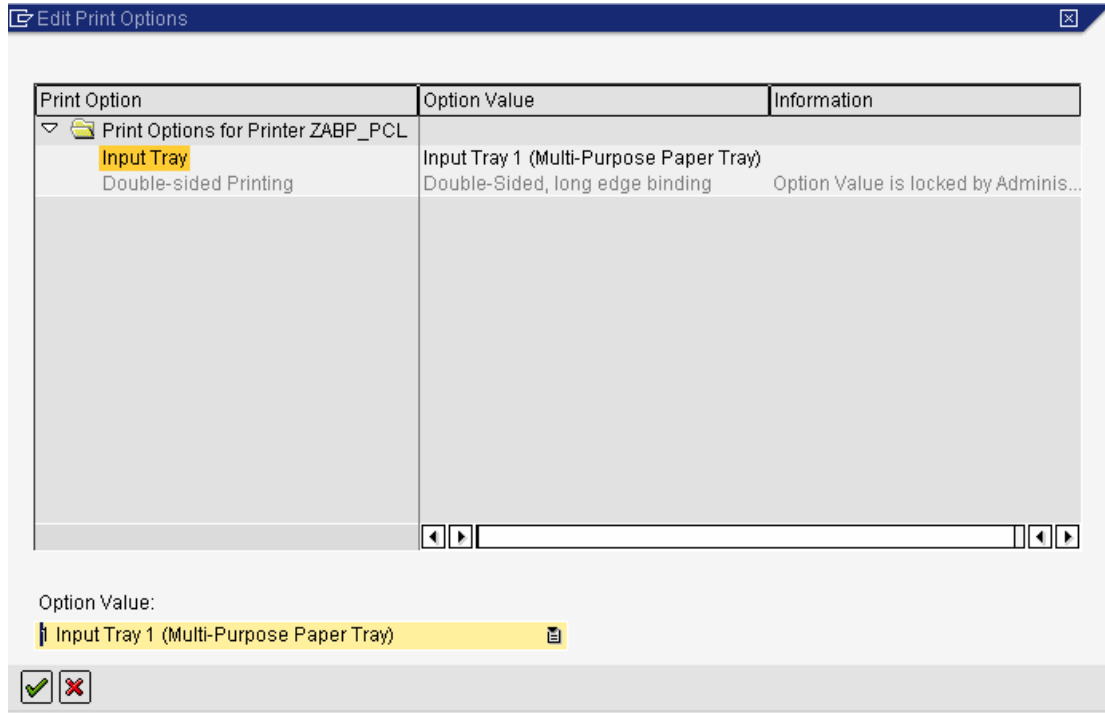 Edit Print Options
Print Option Option Value Information
Print Options for Printer ZABP_PCL
Input Tray Input Tray 1 (Multi-Purpose Paper Tray)
Double-sided Printing Double-Sided, long edge binding Option Value is locked by Adminis...
Option Value:
1 Input Tray 1 (Multi-Purpose Paper Tray)